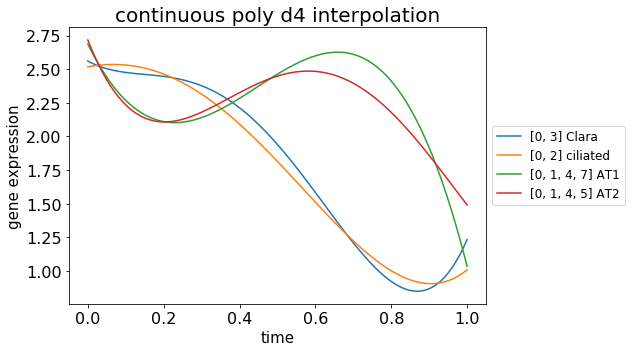 continuous poly d4 interpolation
gene expression
2.75
2.50
2.25
2.00
1.75
1.50
1.25
1.00
0.0 0.2 0.4 0.6 0.8 1.0
time
[0, 3] Clara
[0, 2] ciliated
[0, 1, 4, 7] AT1
[0, 1, 4, 5] AT2